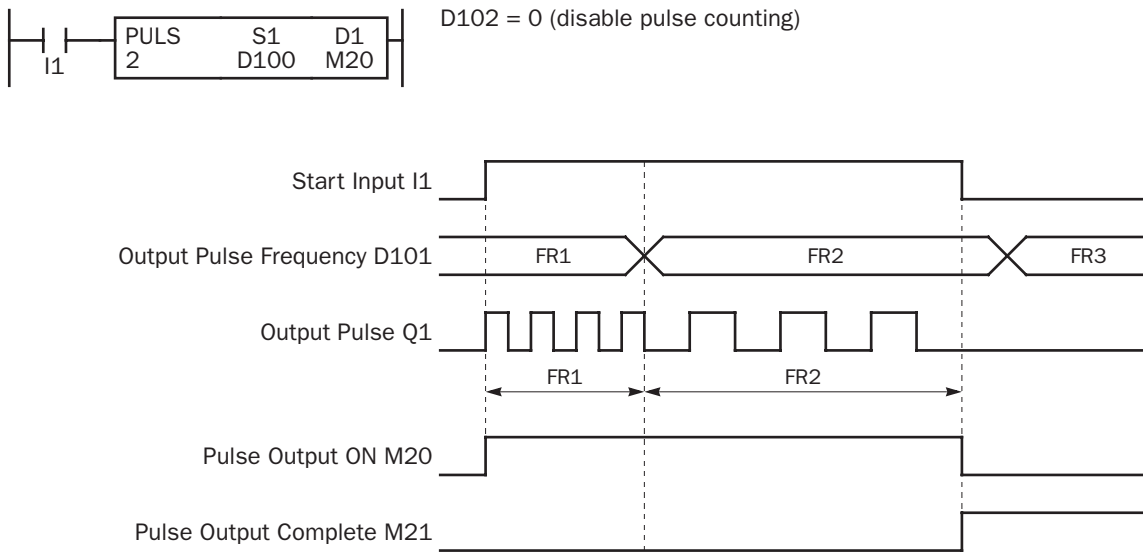 PULS S1 D1
2 D100 M20
I1
D102 = 0 (disable pulse counting)
Start Input I1
Output Pulse Frequency D101
FR1 FR2 FR3
Output Pulse Q1
FR1 FR2
Pulse Output ON M20
Pulse Output Complete M21